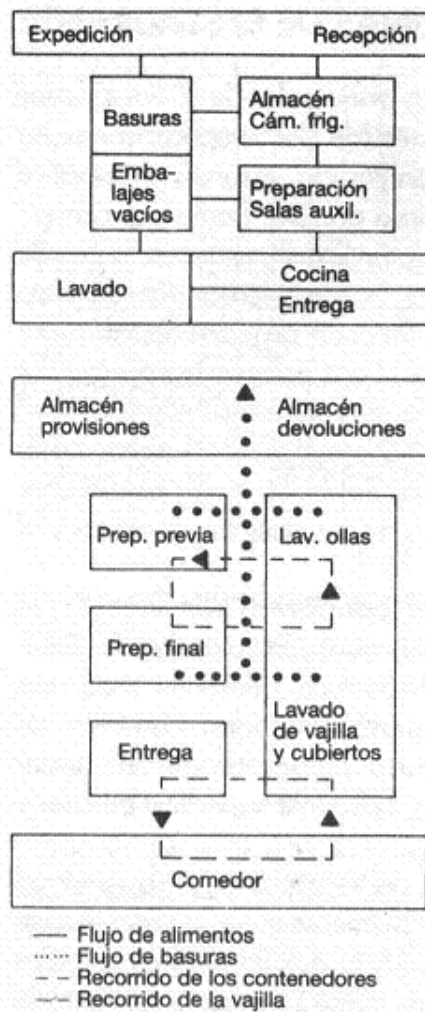 Expedición
Recepción
Basuras
Almacén
Cám. frig.
Emba-
lajes
vacíos
Preparación
Salas auxil.
Lavado
Cocina
Entrega
Almacén
provisiones
Almacén
devoluciones
Prep. previa
Lav. ollas
Prep. final
Lavado
de vajilla
y cubiertos
Entrega
Comedor
Flujo de alimentos
Flujo de basuras
Recorrido de los contenedores
Recorrido de la vajilla